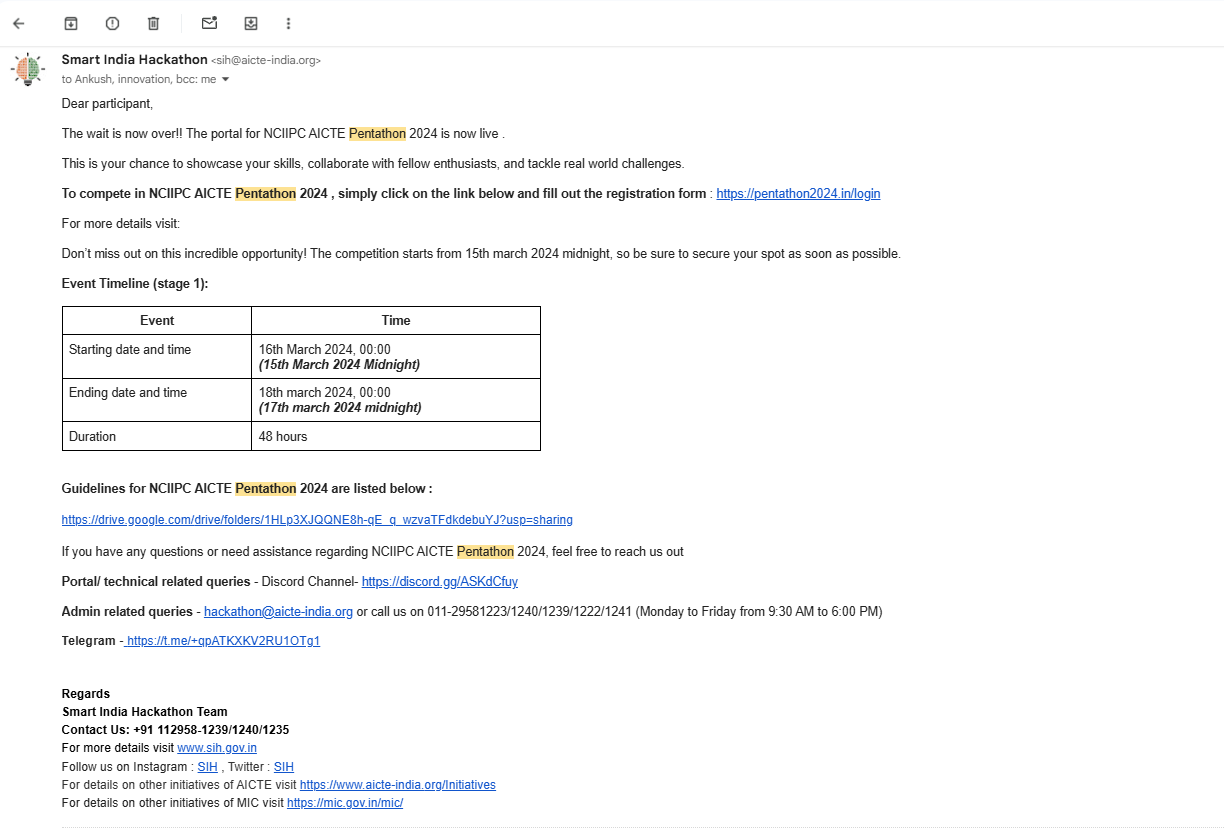 Smart India Hackathon <sih@aicte-india.org>
to Ankush, innovation, bcc: me
Dear participant,
The wait is now over!! The portal for NCIIPC AICTE Pentathon 2024 is now live .
This is your chance to showcase your skills, collaborate with fellow enthusiasts, and tackle real world challenges.
To compete in NCIIPC AICTE Pentathon 2024 , simply click on the link below and fill out the registration form : https://pentathon2024.in/login
For more details visit:
Don't miss out on this incredible opportunity! The competition starts from 15th march 2024 midnight, so be sure to secure your spot as soon as possible.
Event Timeline (stage 1):
Event Time
Starting date and time 16th March 2024, 00:00
(15th March 2024 Midnight)
Ending date and time 18th march 2024, 00:00
(17th march 2024 midnight)
Duration 48 hours
Guidelines for NCIIPC AICTE Pentathon 2024 are listed below :
https://drive.google.com/drive/folders/1HLp3XJQQNE8h-qE_q_wzvaTFdkdebuYJ?usp=sharing
If you have any questions or need assistance regarding NCIIPC AICTE Pentathon 2024, feel free to reach us out
Portal/ technical related queries - Discord Channel- https://discord.gg/ASKdCfuy
Admin related queries - hackathon@aicte-india.org or call us on 011-29581223/1240/1239/1222/1241 (Monday to Friday from 9:30 AM to 6:00 PM)
Telegram - https://t.me/+qpATKXKV2RU1OTg1
Regards
Smart India Hackathon Team
Contact Us: +91 112958-1239/1240/1235
For more details visit www.sih.gov.in
Follow us on Instagram : SIH , Twitter : SIH
For details on other initiatives of AICTE visit https://www.aicte-india.org/Initiatives
For details on other initiatives of MIC visit https://mic.gov.in/mic/